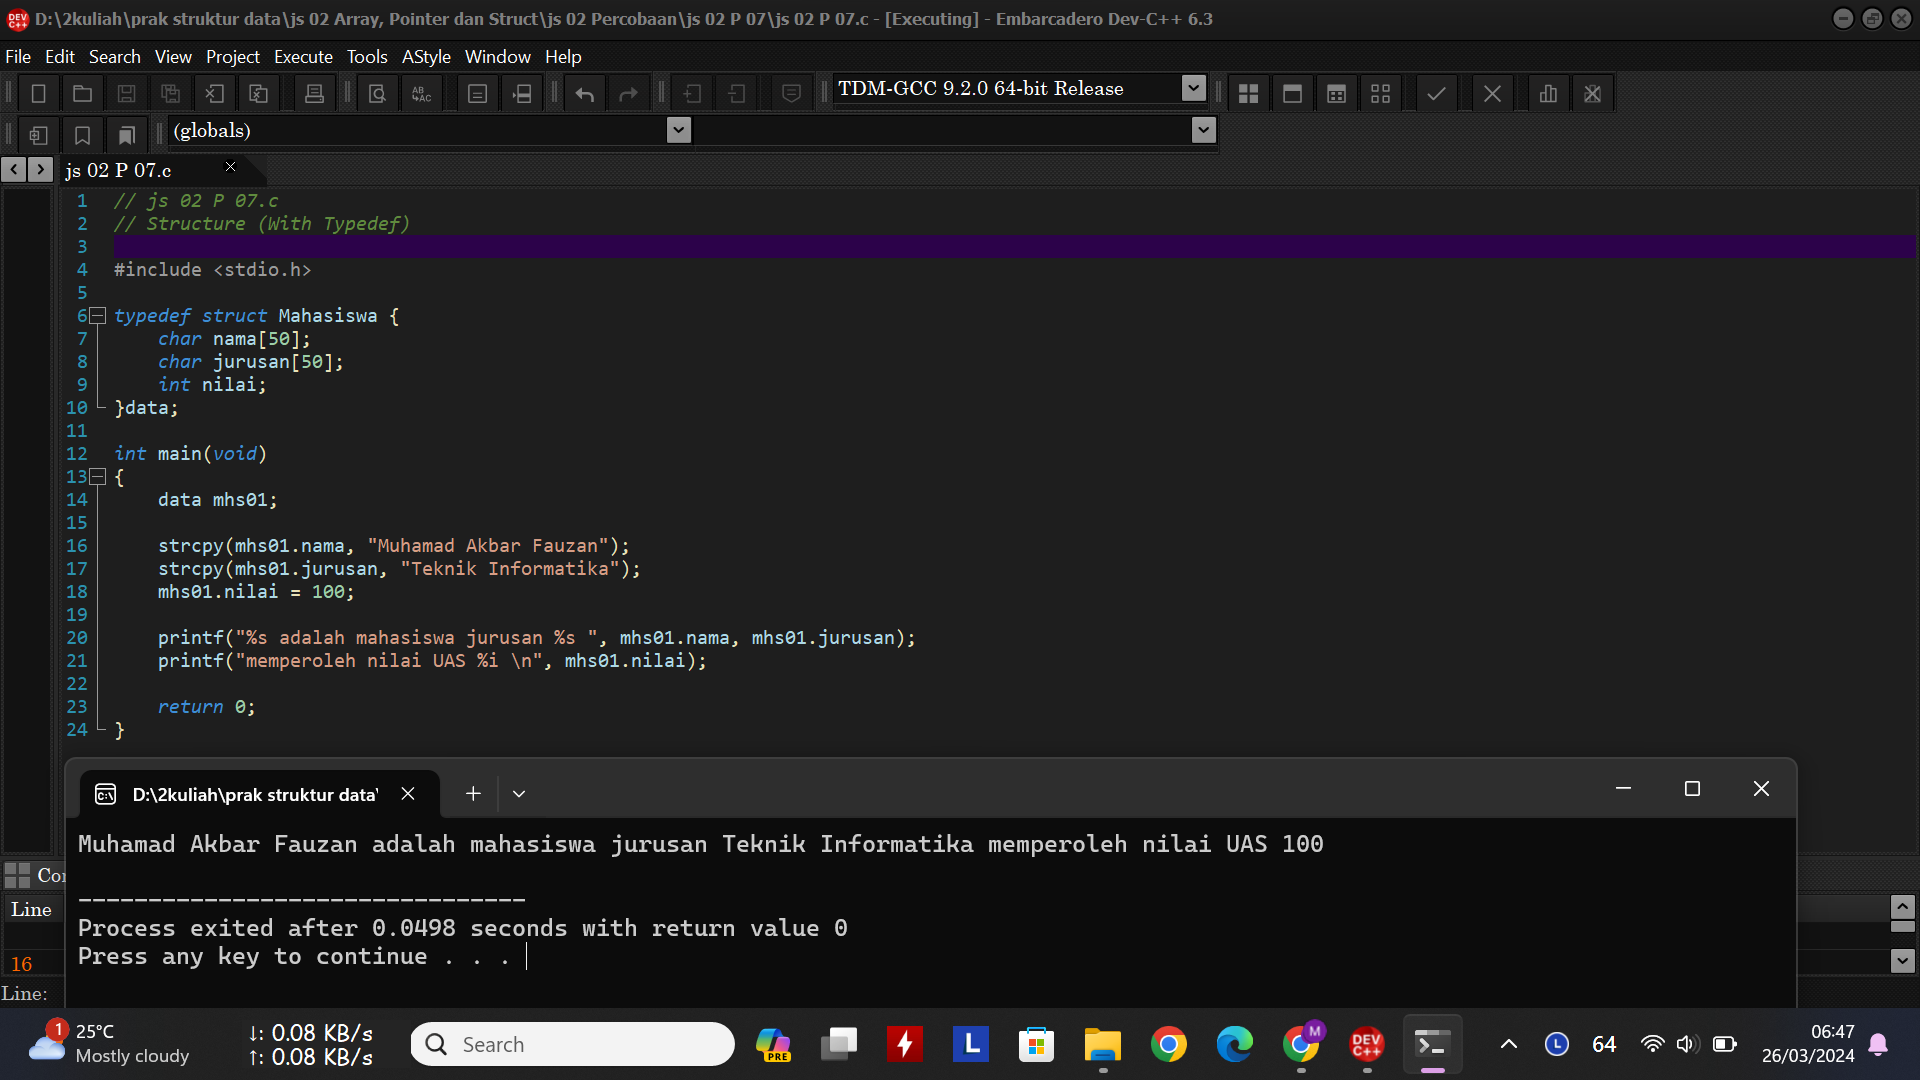 D:\2kuliah\prak struktur data\js 02 Array, Pointer dan Struct\js 02 Percobaan\js 02 P 07\js 02 P 07.c - [Executing] - Embarcadero Dev-C++ 6.3
File Edit Search View Project Execute Tools AStyle Window Help
TDM-GCC 9.2.0 64-bit Release
(globals)
js 02 P 07.c
1 // js 02 P 07.c
2 // Structure (With Typedef)
3
4 #include <stdio.h>
5
6 typedef struct Mahasiswa {
7 char nama[50];
8 char jurusan[50];
9 int nilai;
10 }data;
11
12 int main(void)
13 {
14 data mhs01;
15
16 strcpy(mhs01.nama, "Muhamad Akbar Fauzan");
17 strcpy(mhs01.jurusan, "Teknik Informatika");
18 mhs01.nilai = 100;
19
20 printf("%s adalah mahasiswa jurusan %s ", mhs01.nama, mhs01.jurusan);
21 printf("memperoleh nilai UAS %i \n", mhs01.nilai);
22
23 return 0;
24 }
D:\2kuliah\prak struktur data\
Muhamad Akbar Fauzan adalah mahasiswa jurusan Teknik Informatika memperoleh nilai UAS 100
--------------------------------
Process exited after 0.0498 seconds with return value 0
Press any key to continue . . .
Line
16
Line:
1
25°C
Mostly cloudy
↓: 0.08 KB/s
↑: 0.08 KB/s
Search
PRE
L
M
DEV C++
L
64
06:47
26/03/2024